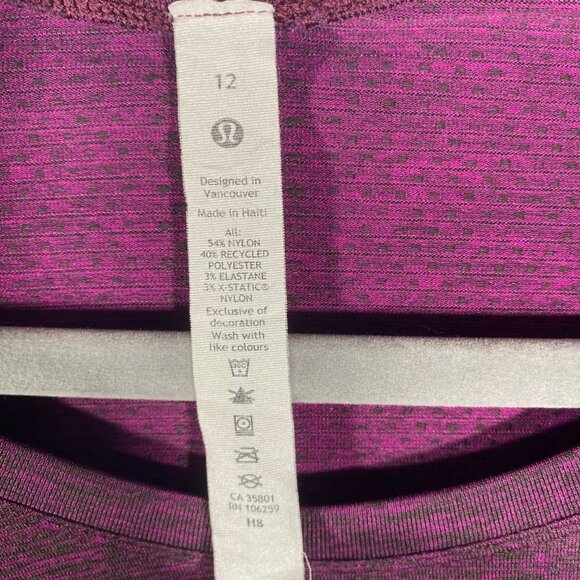 12
Designed in
Vancouver
Made in Haiti
All:
54% NYLON
40% RECYCLED
POLYESTER
3% ELASTANE
3% X-STATIC®
NYLON
Exclusive of
decoration
Wash with
like colours
30C
CA 35801
RN 106259
H8